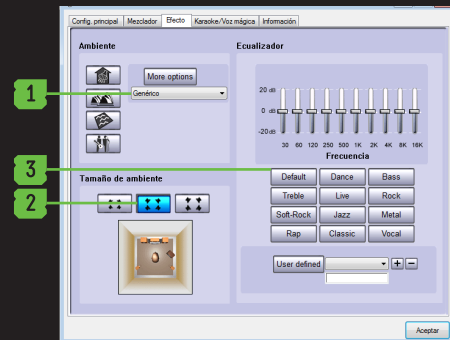 Config. principal Mezclador Efecto Karaoke/Voz mágica Información
Ambiente
More options
Genérico
Tamaño de ambiente
Ecualizador
20 dB
0 dB
-20 dB
30 60 120 250 500 1K 2K 4K 8K 16K
Frecuencia
Default Dance Bass
Treble Live Rock
Soft-Rock Jazz Metal
Rap Classic Vocal
User defined
Aceptar
1
3
2